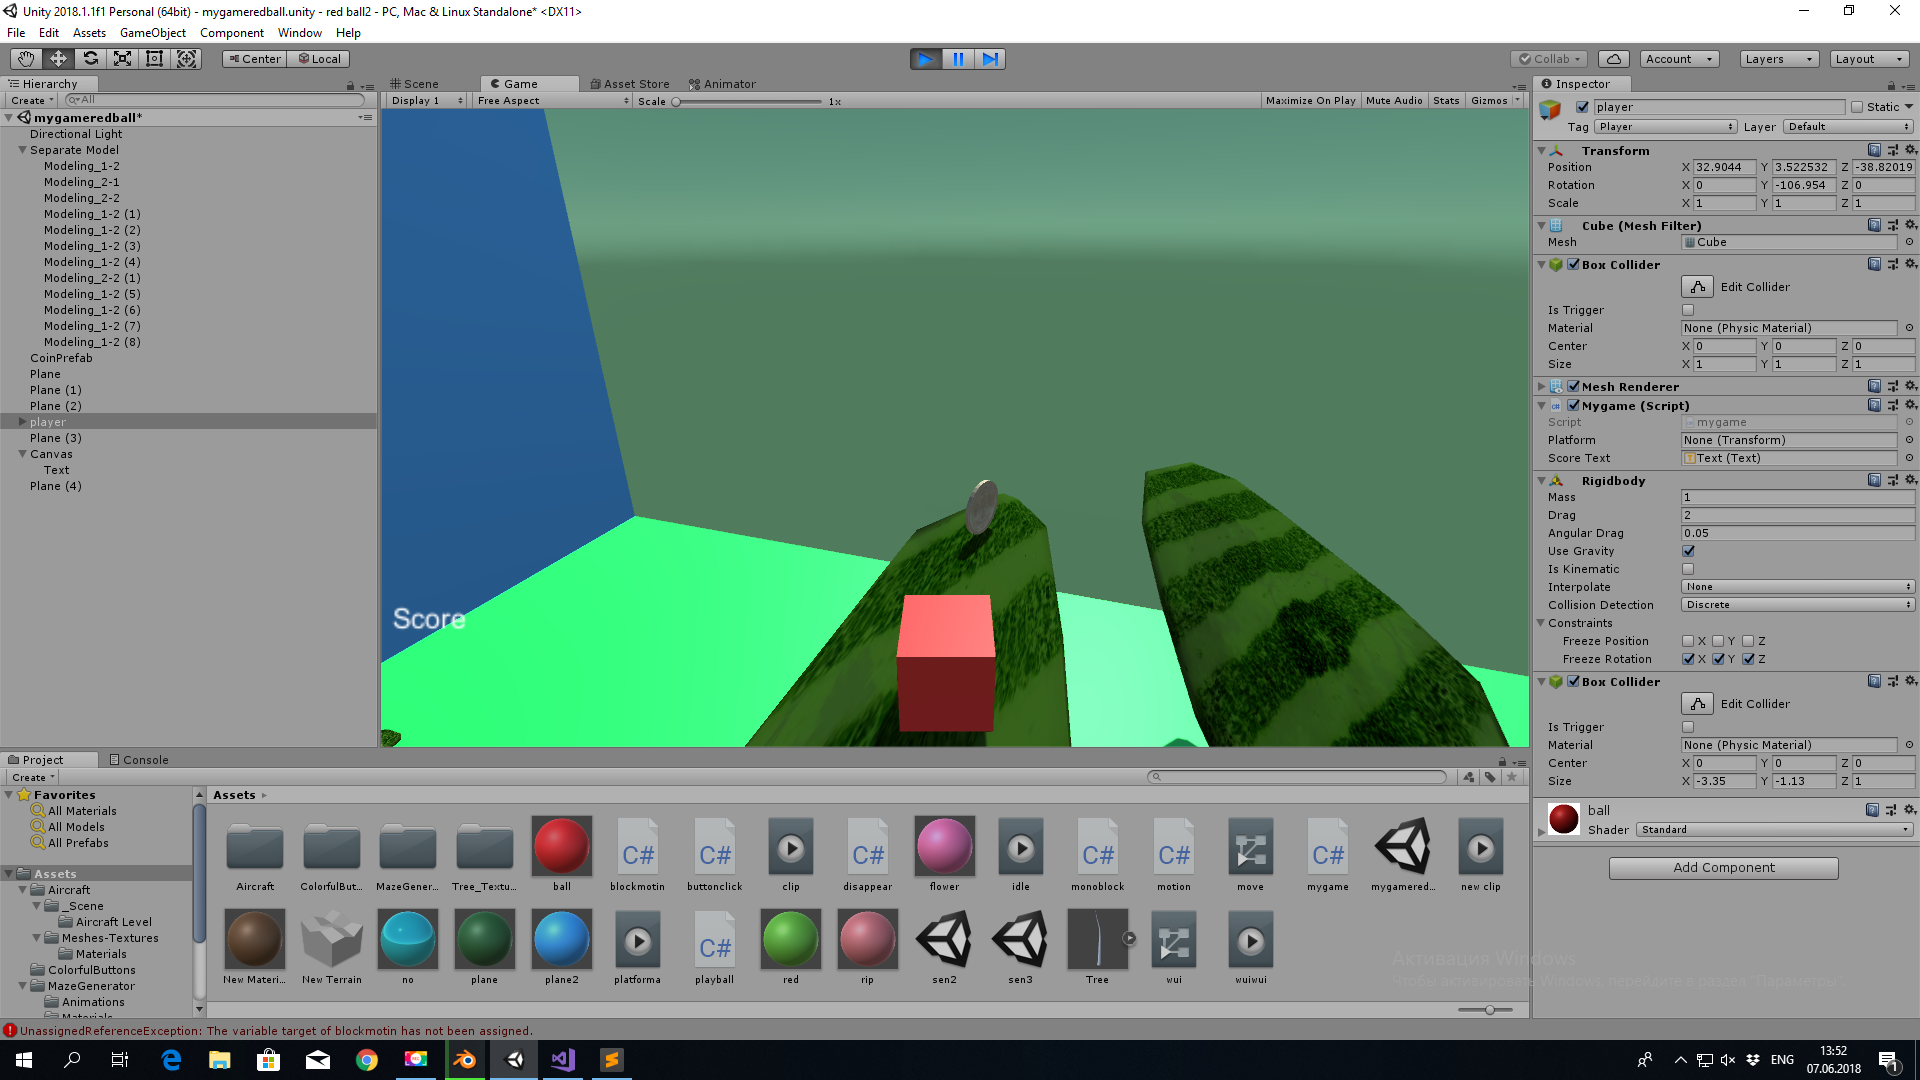 Unity 2018.1.1f1 Personal (64bit) - mygameredball.unity - red ball2 - PC, Mac & Linux Standalone* <DX11>
File Edit Assets GameObject Component Window Help
Center Local
Collab Account Layers Layout
Hierarchy
Create All
mygameredball*
Directional Light
Separate Model
Modeling_1-2
Modeling_2-1
Modeling_2-2
Modeling_1-2 (1)
Modeling_1-2 (2)
Modeling_1-2 (3)
Modeling_1-2 (4)
Modeling_2-2 (1)
Modeling_1-2 (5)
Modeling_1-2 (6)
Modeling_1-2 (7)
Modeling_1-2 (8)
CoinPrefab
Plane
Plane (1)
Plane (2)
player
Plane (3)
Canvas
Text
Plane (4)
Scene Game Asset Store Animator
Display 1 Free Aspect Scale 1x Maximize On Play Mute Audio Stats Gizmos
Score
Inspector
player Static
Tag Player Layer Default
Transform
Position X 32.9044 Y 3.522532 Z -38.82019
Rotation X 0 Y -106.954 Z 0
Scale X 1 Y 1 Z 1
Cube (Mesh Filter)
Mesh Cube
Box Collider
Edit Collider
Is Trigger
Material None (Physic Material)
Center X 0 Y 0 Z 0
Size X 1 Y 1 Z 1
Mesh Renderer
Mygame (Script)
Script mygame
Platform None (Transform)
Score Text Text (Text)
Rigidbody
Mass 1
Drag 2
Angular Drag 0.05
Use Gravity
Is Kinematic
Interpolate None
Collision Detection Discrete
Constraints
Freeze Position X Y Z
Freeze Rotation X Y Z
Box Collider
Edit Collider
Is Trigger
Material None (Physic Material)
Center X 0 Y 0 Z 0
Size X -3.35 Y -1.13 Z 1
ball
Shader Standard
Add Component
Project Console
Create
Favorites
All Materials
All Models
All Prefabs
Assets
Aircraft
_Scene
Aircraft Level
Meshes-Textures
Materials
ColorfulButtons
MazeGenerator
Animations
Materials
Assets
Aircraft ColorfulBut... MazeGener... Tree_Textu... ball blockmotin buttonclick clip disappear flower idle monoblock motion move mygame mygamered... new clip
New Materi... New Terrain no plane plane2 platforma playball red rip sen2 sen3 Tree wui wuiwui
Активация Windows
Чтобы активировать Windows, перейдите в раздел "Параметры".
UnassignedReferenceException: The variable target of blockmotin has not been assigned.
ENG
13:52
07.06.2018
1